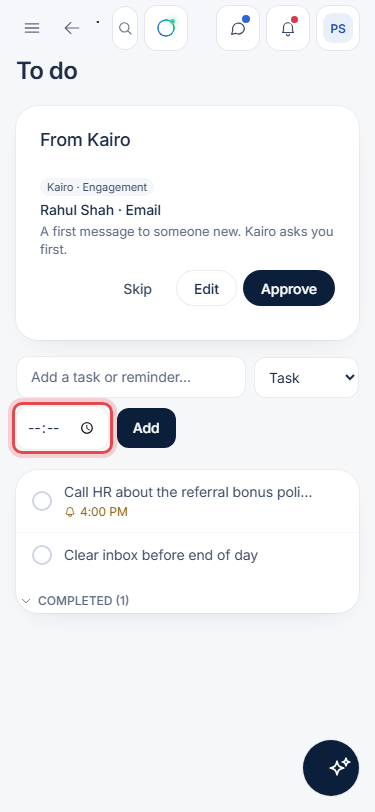 PS
To do
From Kairo
Kairo · Engagement
Rahul Shah · Email
A first message to someone new. Kairo asks you
first.
Skip Edit Approve
Add a task or reminder... Task
--:-- Add
Call HR about the referral bonus poli...
4:00 PM
Clear inbox before end of day
COMPLETED (1)